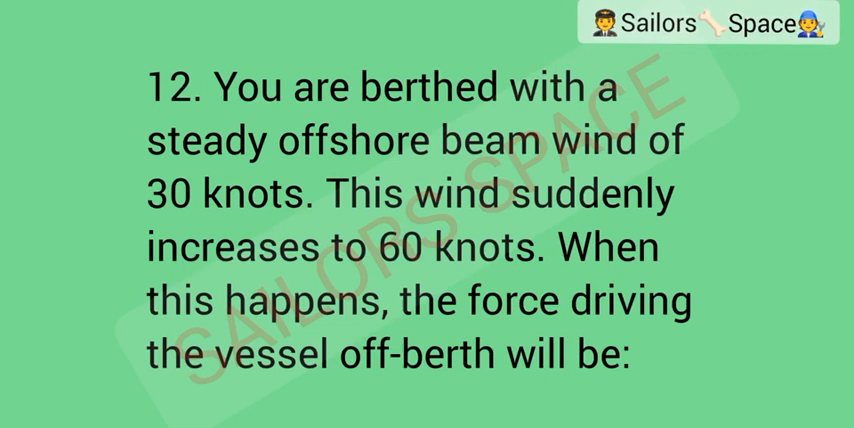 👨‍✈️Sailors🦴Space👨‍🔧
12. You are berthed with a
steady offshore beam wind of
30 knots. This wind suddenly
increases to 60 knots. When
this happens, the force driving
the vessel off-berth will be:
SAILORS SPACE